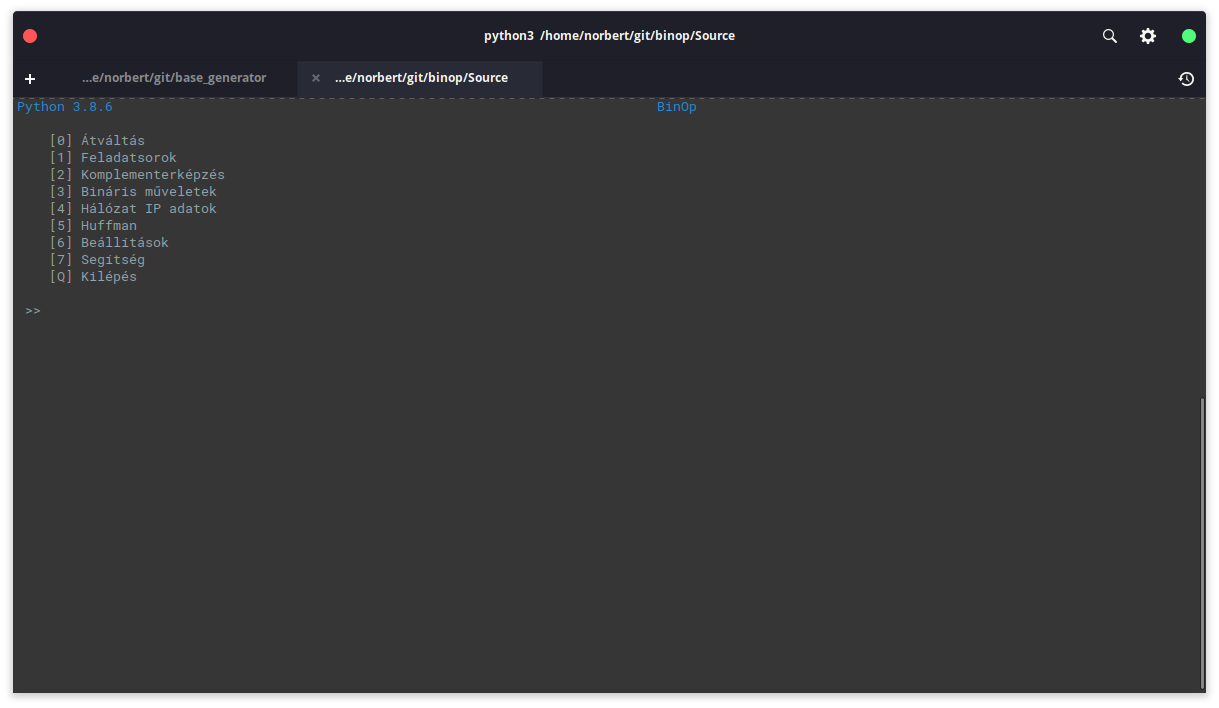 python3 /home/norbert/git/binop/Source
...e/norbert/git/base_generator ...e/norbert/git/binop/Source
Python 3.8.6 BinOp
[0] Átváltás
[1] Feladatsorok
[2] Komplementerképzés
[3] Bináris műveletek
[4] Hálózat IP adatok
[5] Huffman
[6] Beállítások
[7] Segítség
[Q] Kilépés
>>